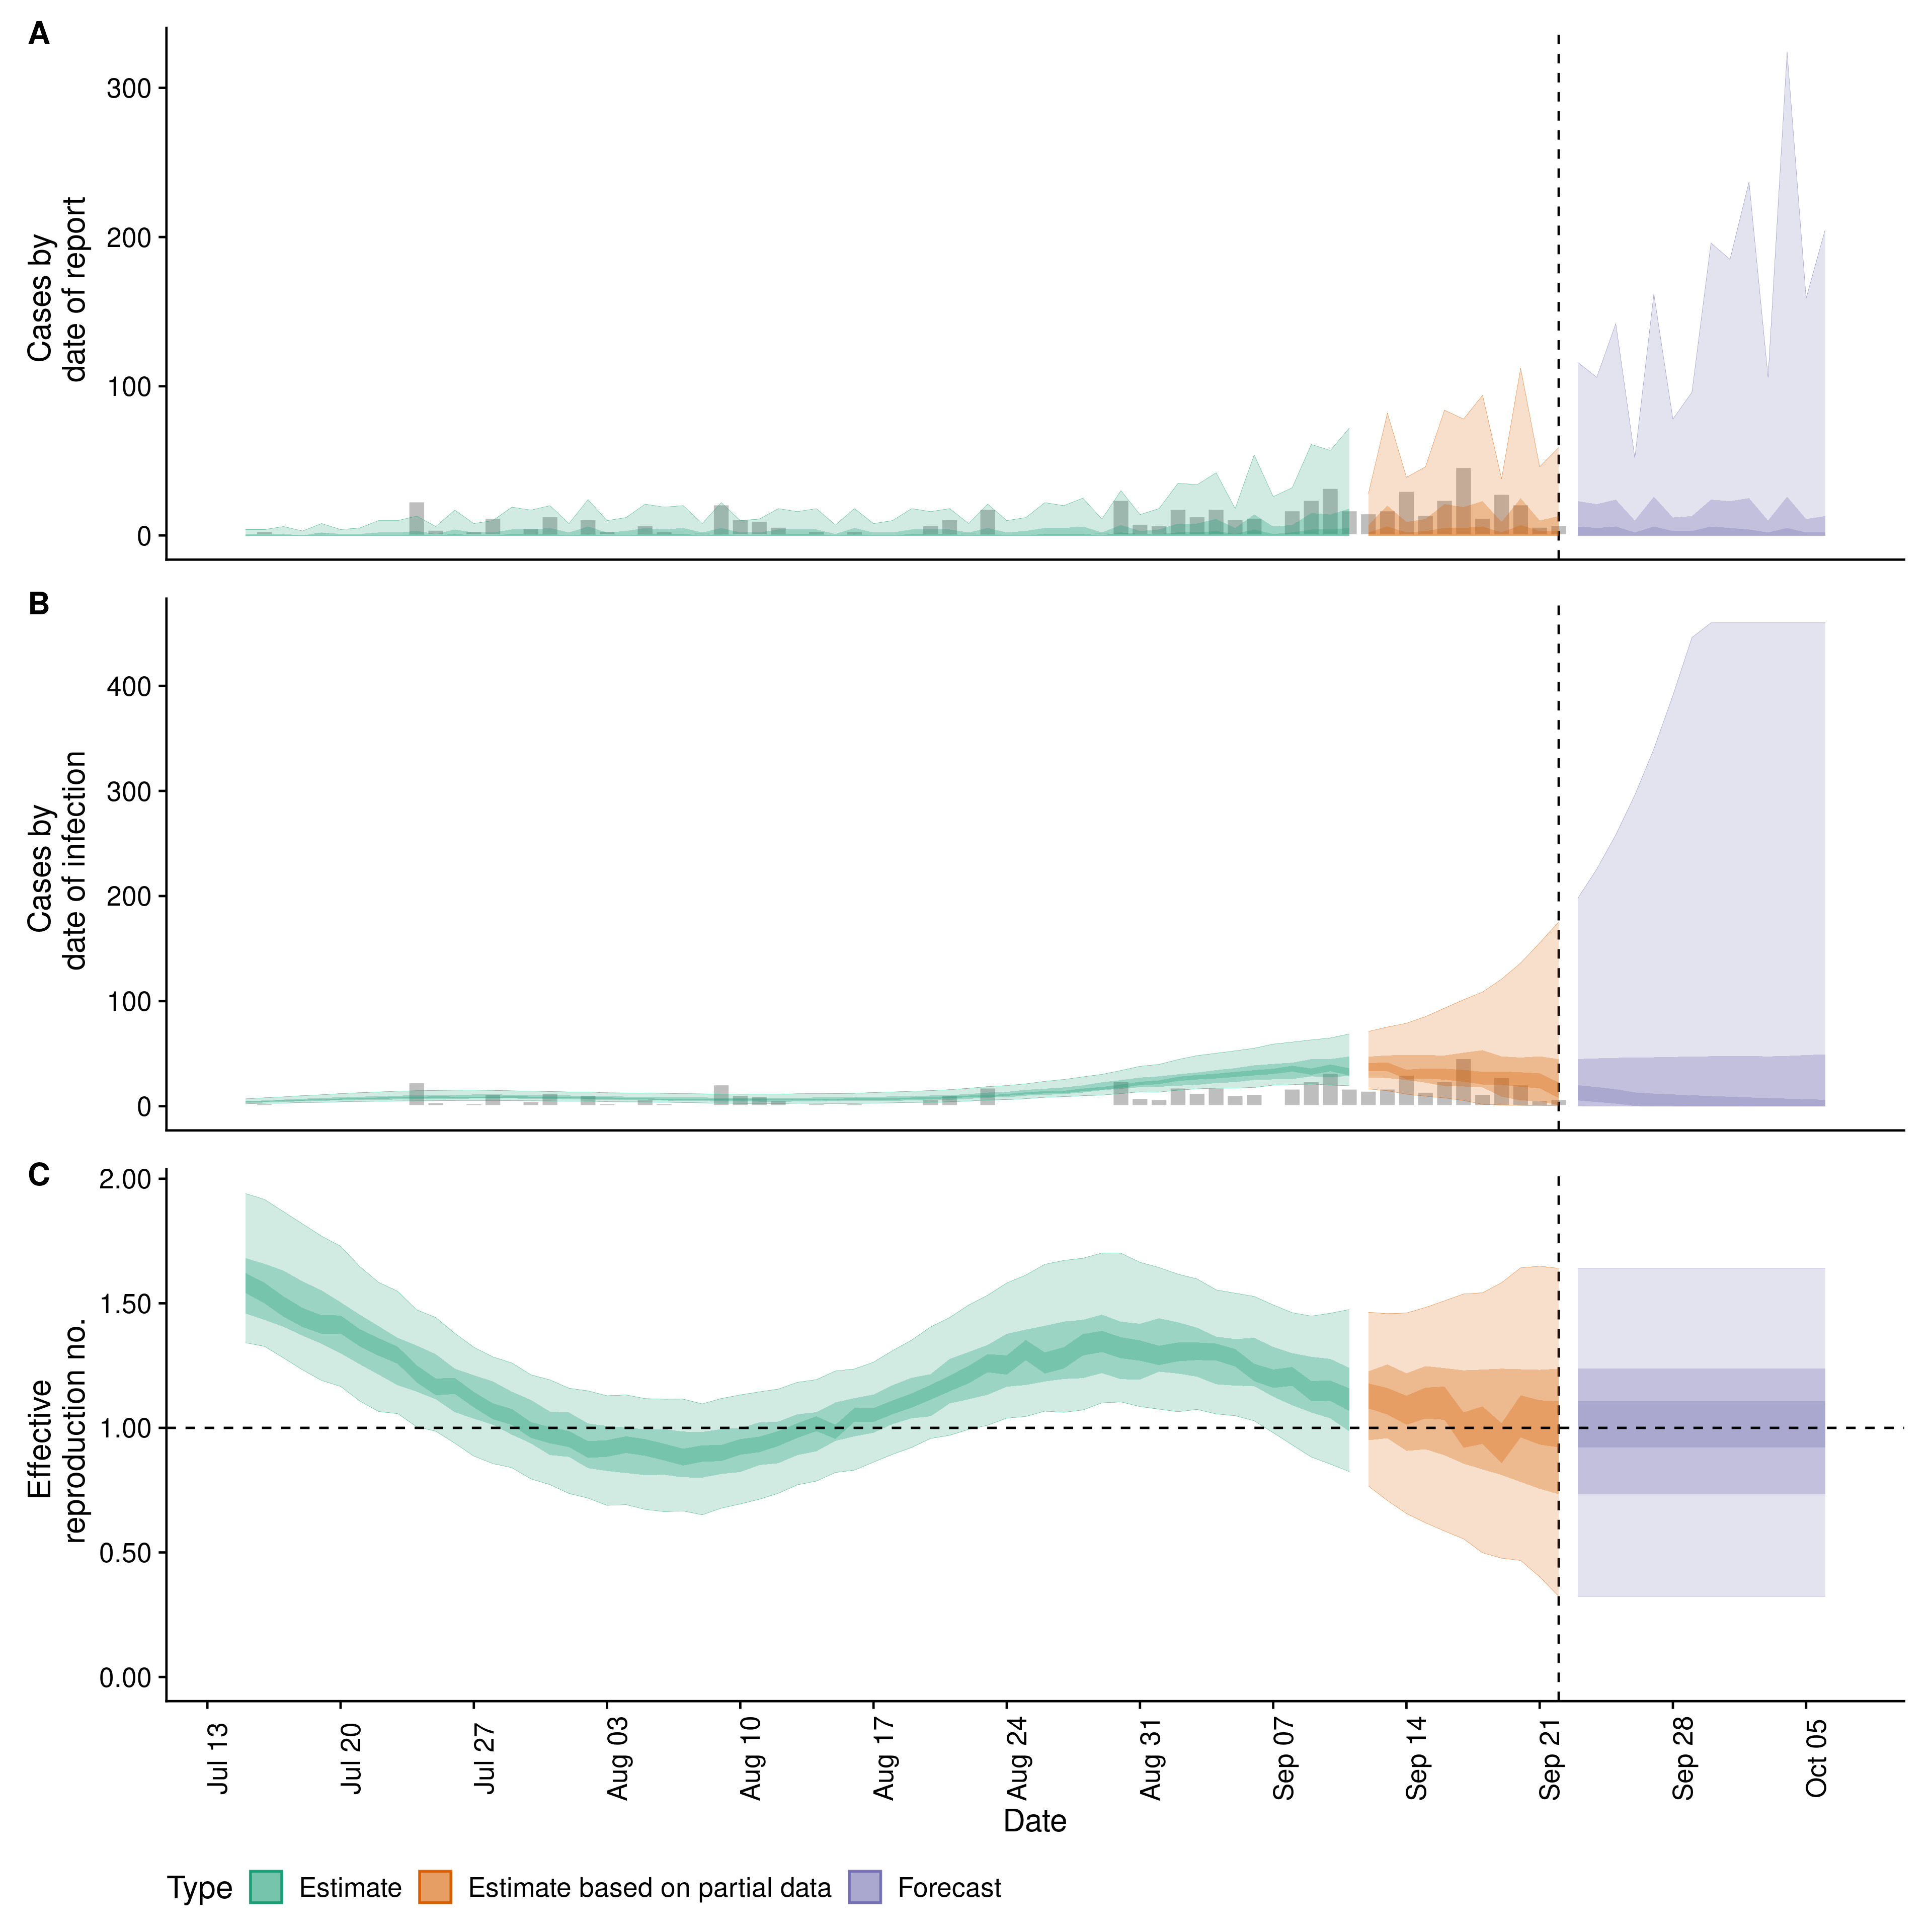 A
300
200
100
0
Cases by
date of report
B
400
300
200
100
0
Cases by
date of infection
C
2.00
1.50
1.00
0.50
0.00
Effective
reproduction no.
Jul 13
Jul 20
Jul 27
Aug 03
Aug 10
Aug 17
Aug 24
Aug 31
Sep 07
Sep 14
Sep 21
Sep 28
Oct 05
Date
Type Estimate Estimate based on partial data Forecast